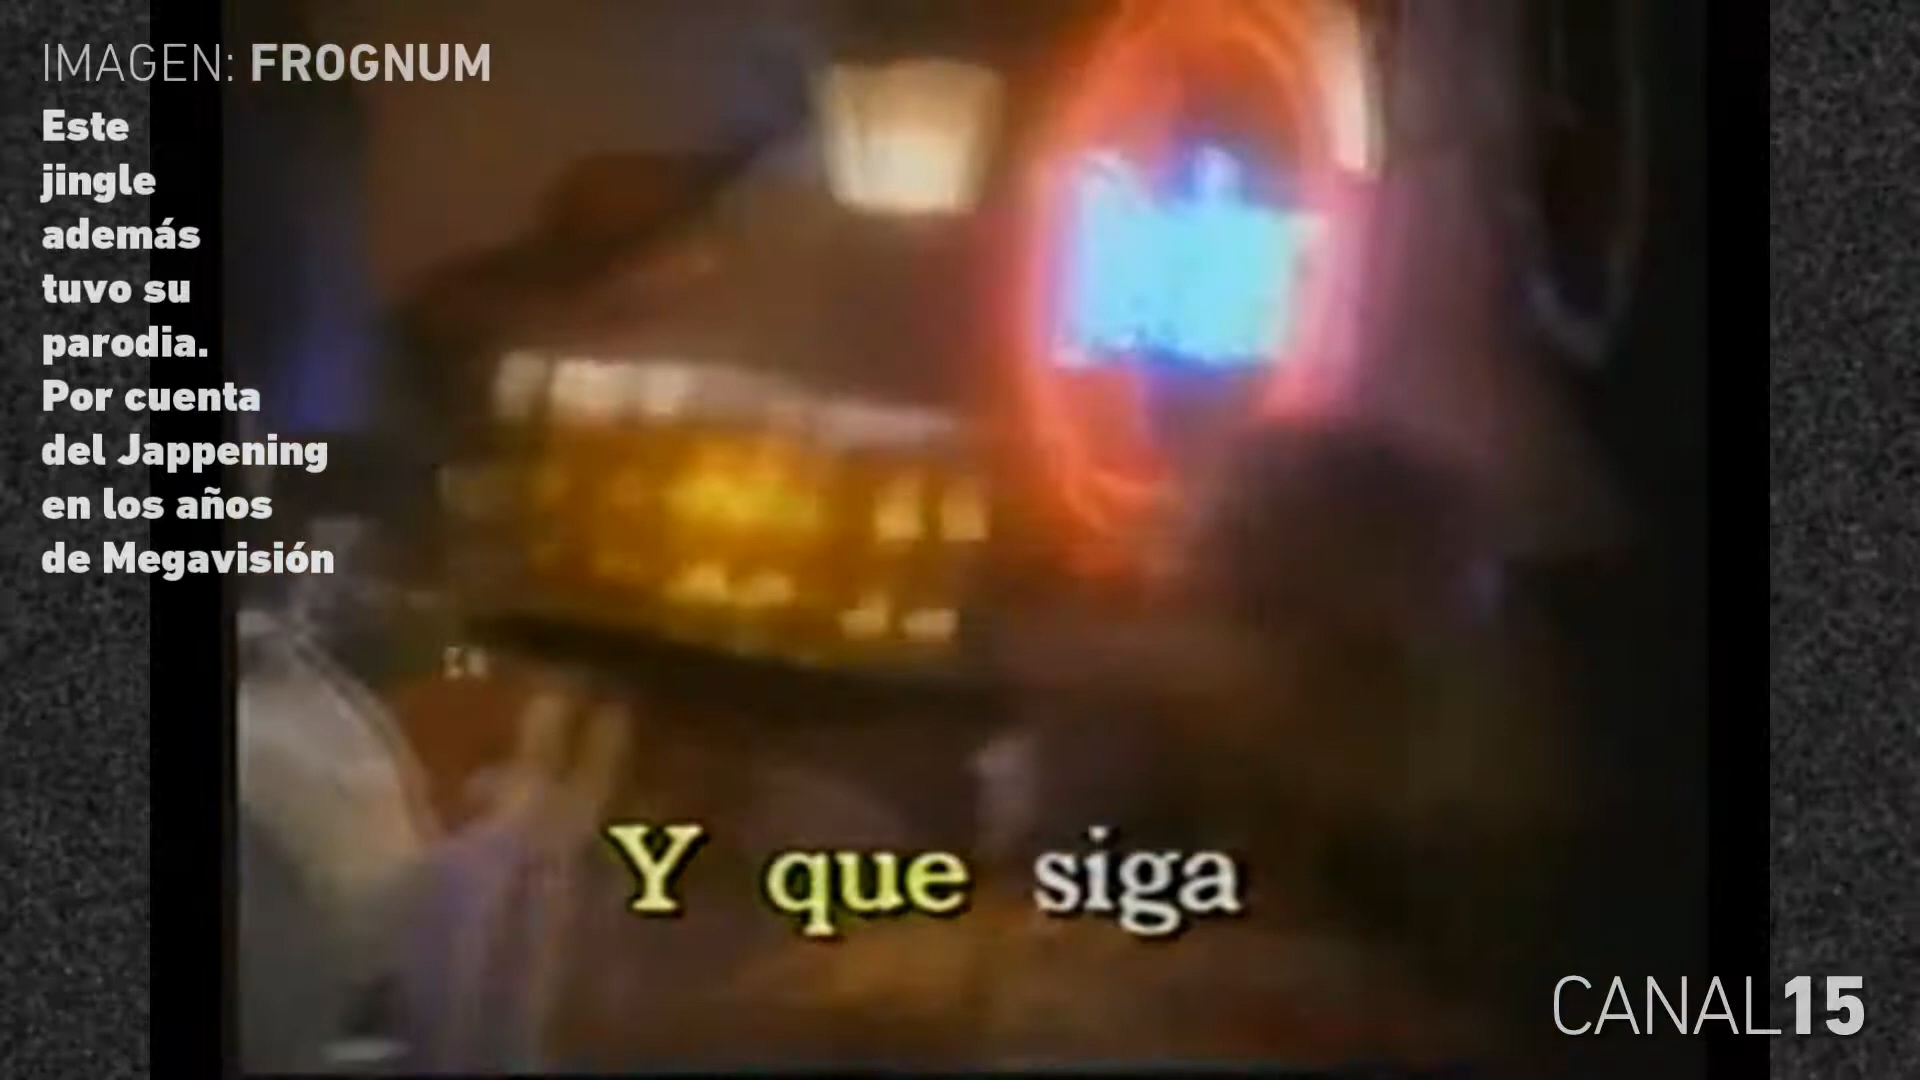 IMAGEN: FROGNUM
Este
jingle
además
tuvo su
parodia.
Por cuenta
del Jappening
en los años
de Megavisión
Y que siga
CANAL15